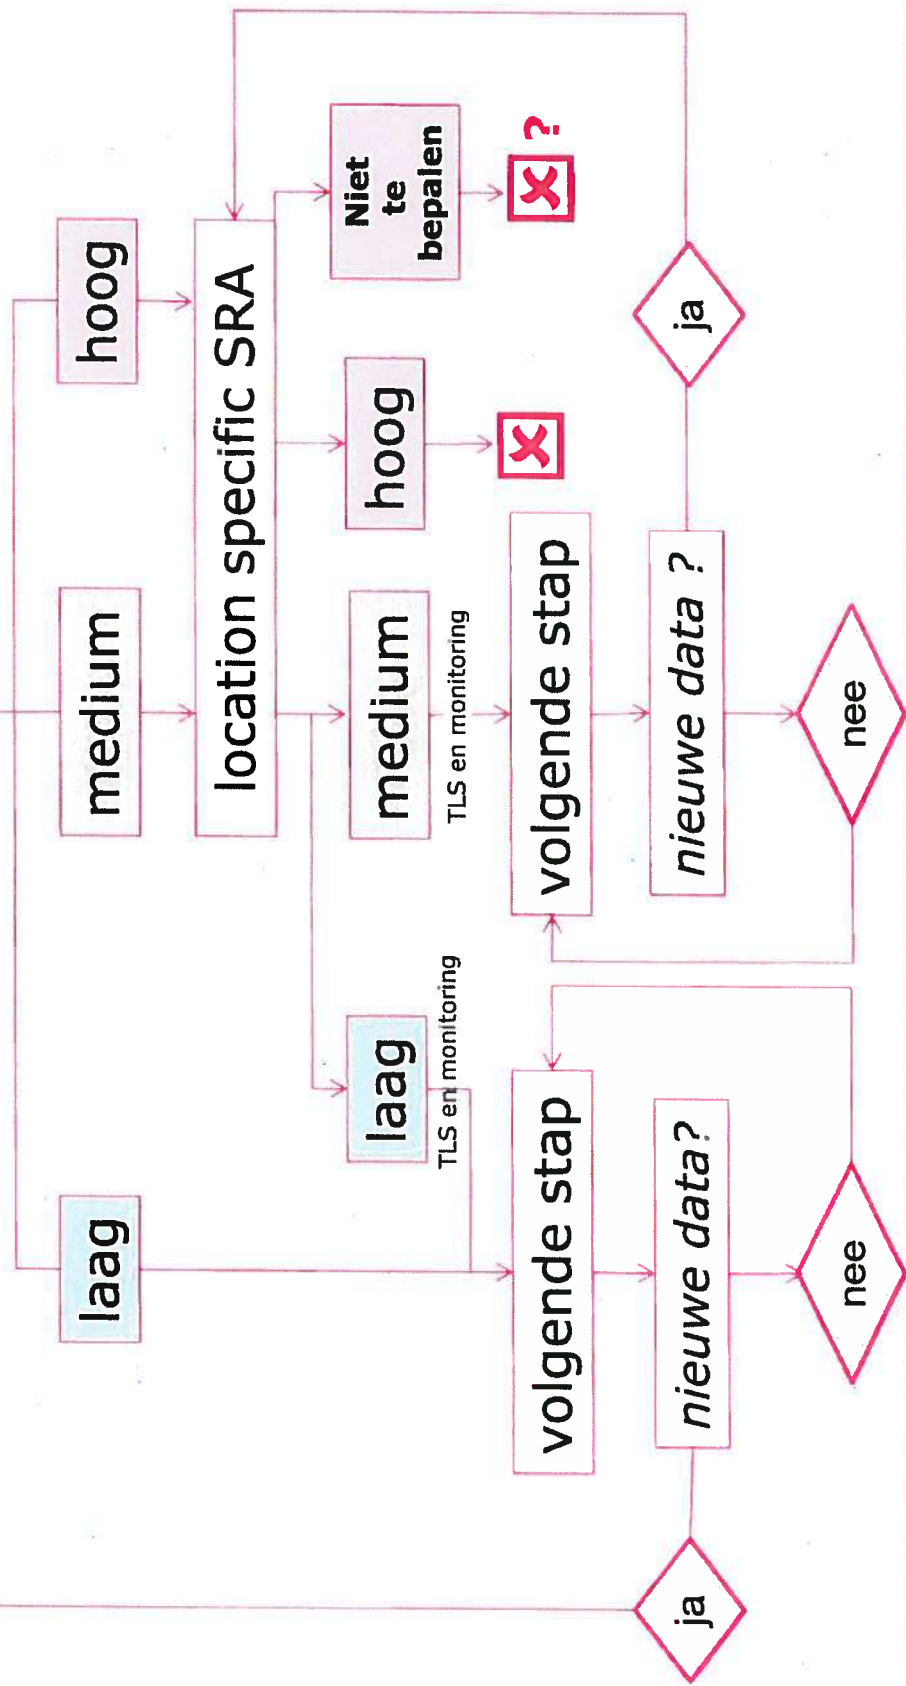 laag
medium
hoog
location specific SRA
laag
medium
hoog
Niet
te
bepalen
TLS en monitoring
TLS en monitoring
?
volgende stap
volgende stap
nieuwe data?
nieuwe data ?
ja
ja
nee
nee